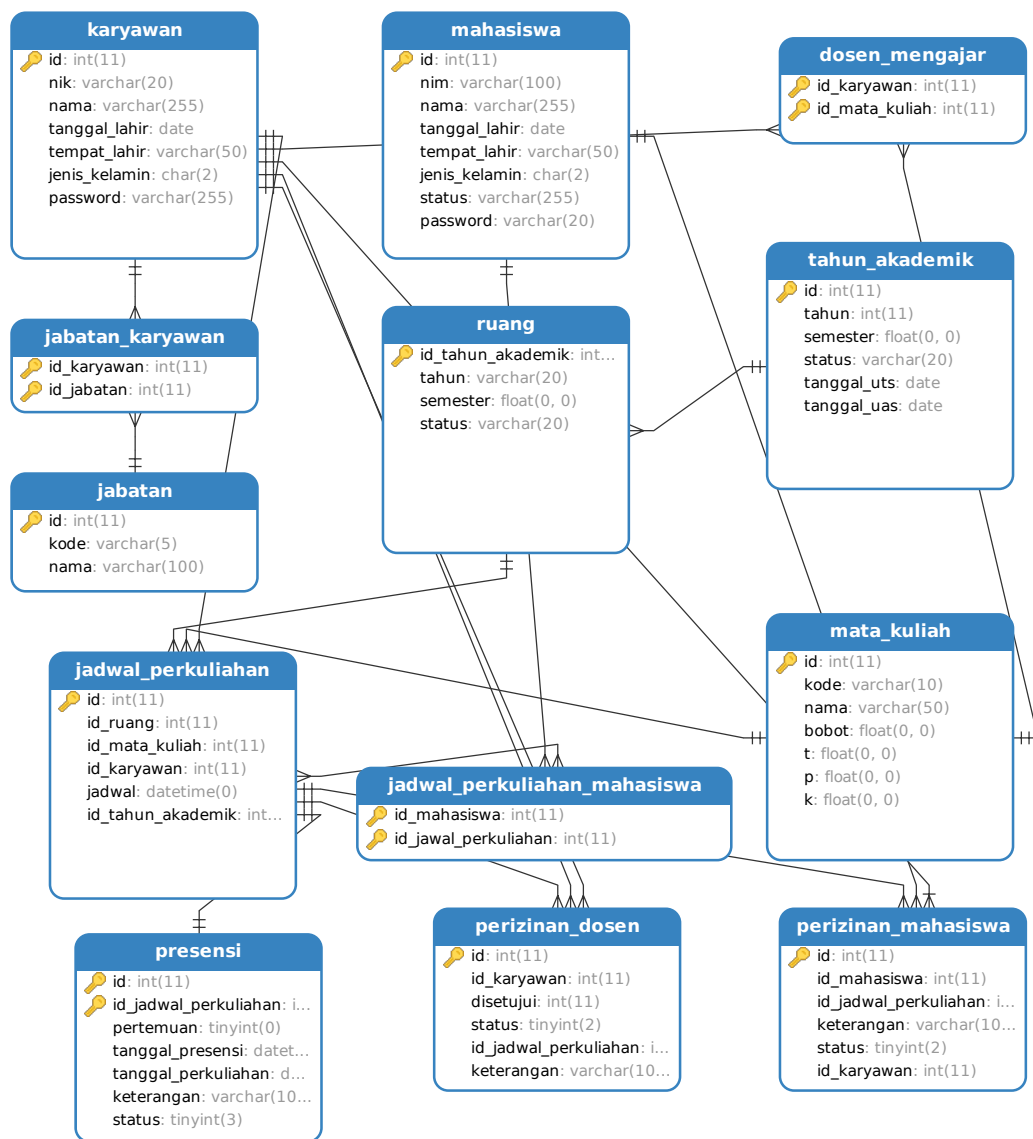 karyawan
id: int(11)
nik: varchar(20)
nama: varchar(255)
tanggal_lahir: date
tempat_lahir: varchar(50)
jenis_kelamin: char(2)
password: varchar(255)
mahasiswa
id: int(11)
nim: varchar(100)
nama: varchar(255)
tanggal_lahir: date
tempat_lahir: varchar(50)
jenis_kelamin: char(2)
status: varchar(255)
password: varchar(20)
dosen_mengajar
id_karyawan: int(11)
id_mata_kuliah: int(11)
jabatan_karyawan
id_karyawan: int(11)
id_jabatan: int(11)
ruang
id_tahun_akademik: int...
tahun: varchar(20)
semester: float(0, 0)
status: varchar(20)
tahun_akademik
id: int(11)
tahun: int(11)
semester: float(0, 0)
status: varchar(20)
tanggal_uts: date
tanggal_uas: date
jabatan
id: int(11)
kode: varchar(5)
nama: varchar(100)
jadwal_perkuliahan
id: int(11)
id_ruang: int(11)
id_mata_kuliah: int(11)
id_karyawan: int(11)
jadwal: datetime(0)
id_tahun_akademik: int...
mata_kuliah
id: int(11)
kode: varchar(10)
nama: varchar(50)
bobot: float(0, 0)
t: float(0, 0)
p: float(0, 0)
k: float(0, 0)
jadwal_perkuliahan_mahasiswa
id_mahasiswa: int(11)
id_jawal_perkuliahan: int(11)
presensi
id: int(11)
id_jadwal_perkuliahan: i...
pertemuan: tinyint(0)
tanggal_presensi: datet...
tanggal_perkuliahan: d...
keterangan: varchar(10...
status: tinyint(3)
perizinan_dosen
id: int(11)
id_karyawan: int(11)
disetujui: int(11)
status: tinyint(2)
id_jadwal_perkuliahan: i...
keterangan: varchar(10...
perizinan_mahasiswa
id: int(11)
id_mahasiswa: int(11)
id_jadwal_perkuliahan: i...
keterangan: varchar(10...
status: tinyint(2)
id_karyawan: int(11)